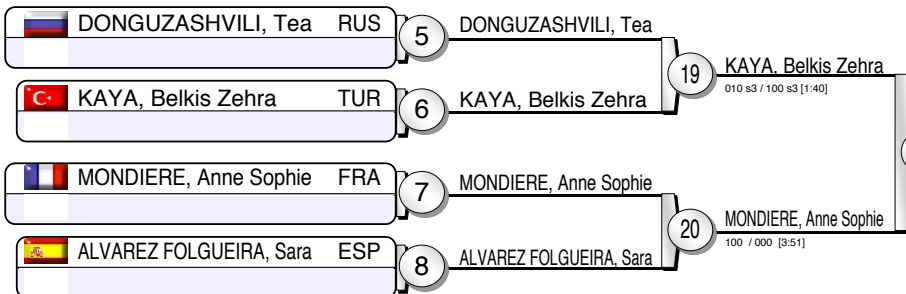 DONGUZASHVILI, Tea RUS
5
DONGUZASHVILI, Tea
19
KAYA, Belkis Zehra
010 s3 / 100 s3 [1:40]
KAYA, Belkis Zehra TUR
6
KAYA, Belkis Zehra
MONDIERE, Anne Sophie FRA
7
MONDIERE, Anne Sophie
20
MONDIERE, Anne Sophie
100 / 000 [3:51]
ALVAREZ FOLGUEIRA, Sara ESP
8
ALVAREZ FOLGUEIRA, Sara